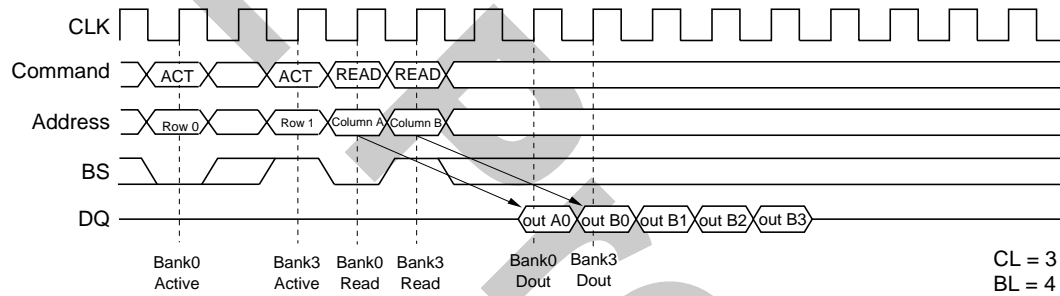 CLK
Command ACT ACT READ READ
Address Row 0 Row 1 Column A Column B
BS
DQ out A0 out B0 out B1 out B2 out B3
Bank0 Active
Bank3 Active
Bank0 Read
Bank3 Read
Bank0 Dout
Bank3 Dout
CL = 3
BL = 4